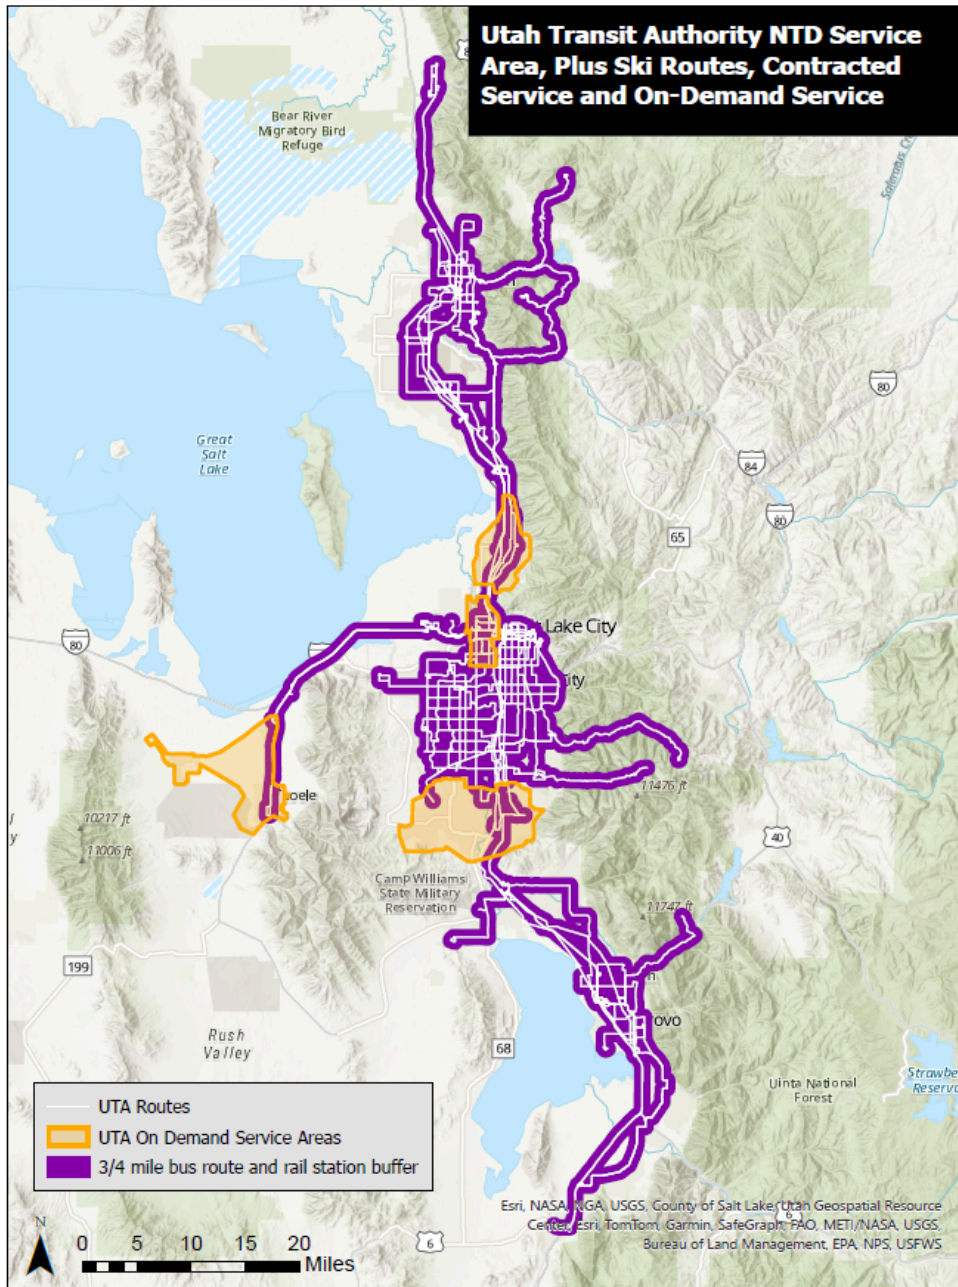 Utah Transit Authority NTD Service
Area, Plus Ski Routes, Contracted
Service and On-Demand Service
Bear River
Migratory Bird
Refuge
Great
Salt
Lake
80
84
80
65
Lake City
City
80
oele
10217 ft
11006 ft
11476 ft
40
Camp Williams
State Military
Reservation
11747 ft
199
ovo
Rush
Valley
68
Uinta National
Forest
Strawbe
Reserv
UTA Routes
UTA On Demand Service Areas
3/4 mile bus route and rail station buffer
6
Esri, NASA, NGA, USGS, County of Salt Lake, Utah Geospatial Resource
Center, Esri, TomTom, Garmin, SafeGraph, FAO, METI/NASA, USGS,
Bureau of Land Management, EPA, NPS, USFWS
N
0 5 10 15 20
Miles
6